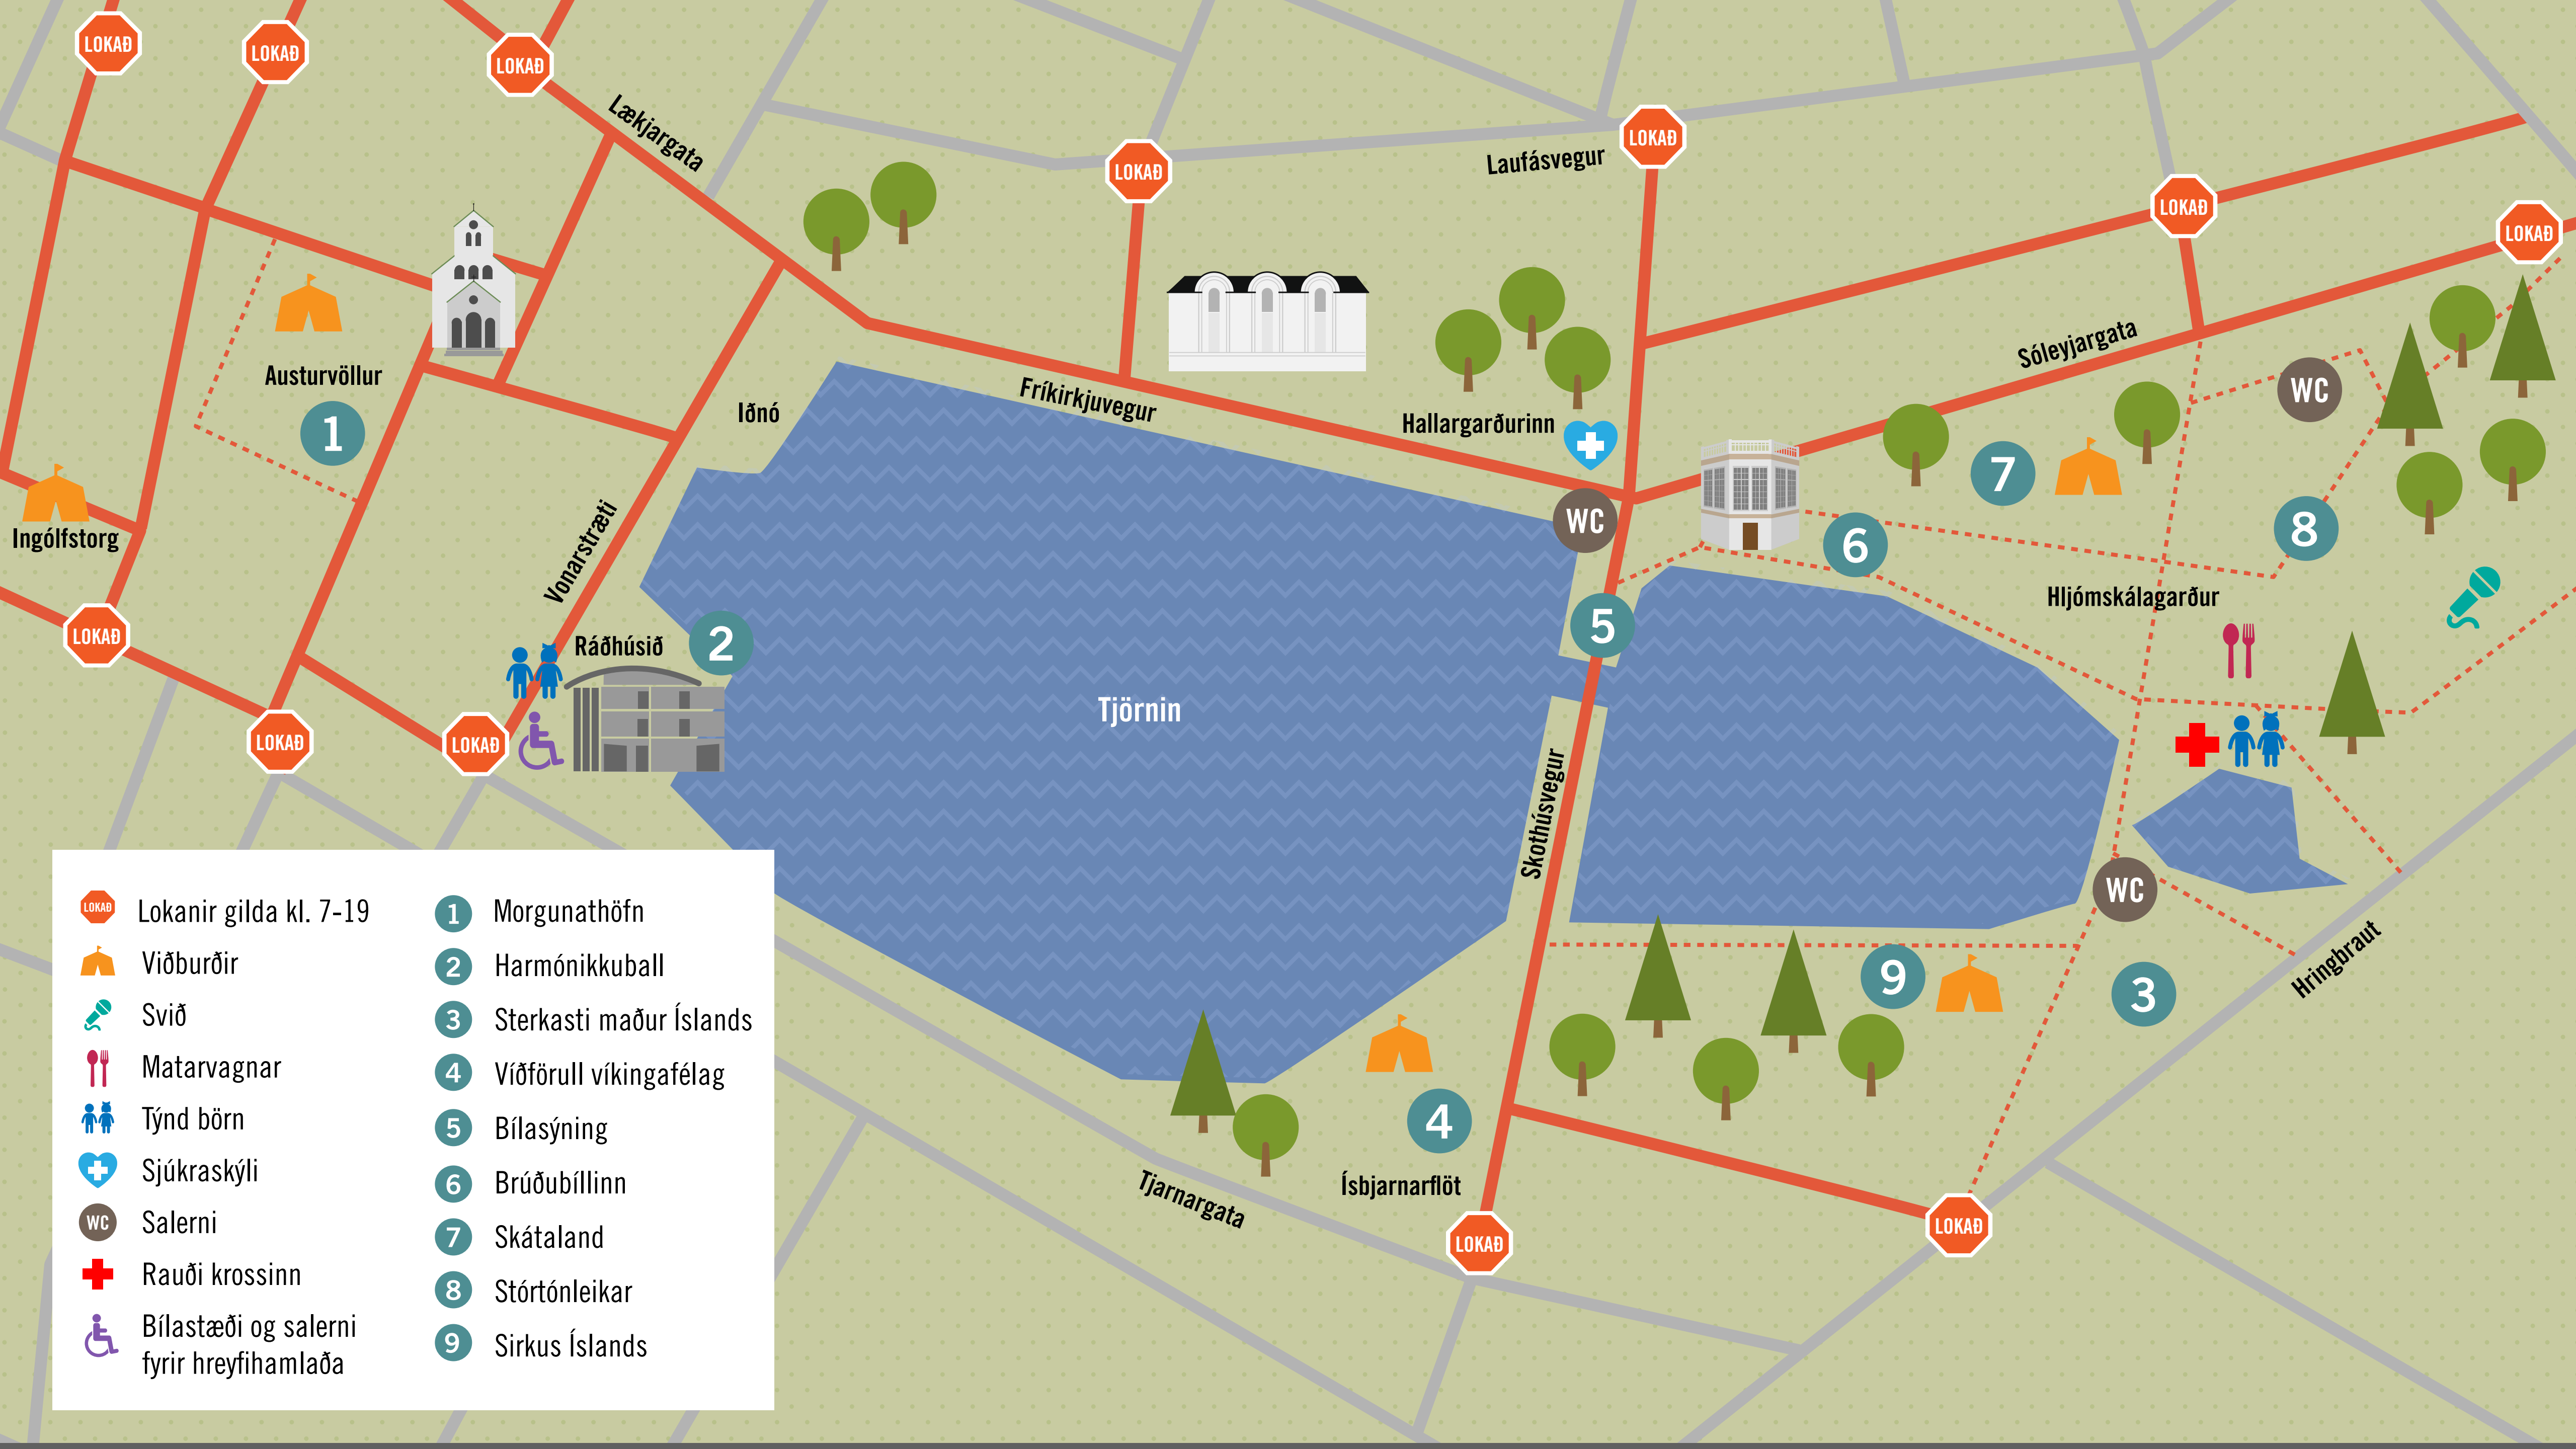 LOKAÐ
LOKAÐ
LOKAÐ
Lækjargata
LOKAÐ
Laufásvegur
LOKAÐ
LOKAÐ
LOKAÐ
Austurvöllur
1
Iðnó
Fríkirkjuvegur
Hallargarðurinn
Sóleyjargata
WC
7
WC
6
8
Ingólfstorg
Vonarstræti
LOKAÐ
Ráðhúsið
2
5
Hljómskálagarður
Tjörnin
LOKAÐ
LOKAÐ
Skothúsvegur
WC
9
3
Hringbraut
4
Ísbjarnarflöt
Tjarnargata
LOKAÐ
LOKAÐ
LOKAÐ Lokanir gilda kl. 7-19
Viðburðir
Svið
Matarvagnar
Týnd börn
Sjúkraskýli
WC Salerni
Rauði krossinn
Bílastæði og salerni
fyrir hreyfihamlaða
1 Morgunathöfn
2 Harmónikkuball
3 Sterkasti maður Íslands
4 Víðförull víkingafélag
5 Bílasýning
6 Brúðubíllinn
7 Skátaland
8 Stórtónleikar
9 Sirkus Íslands